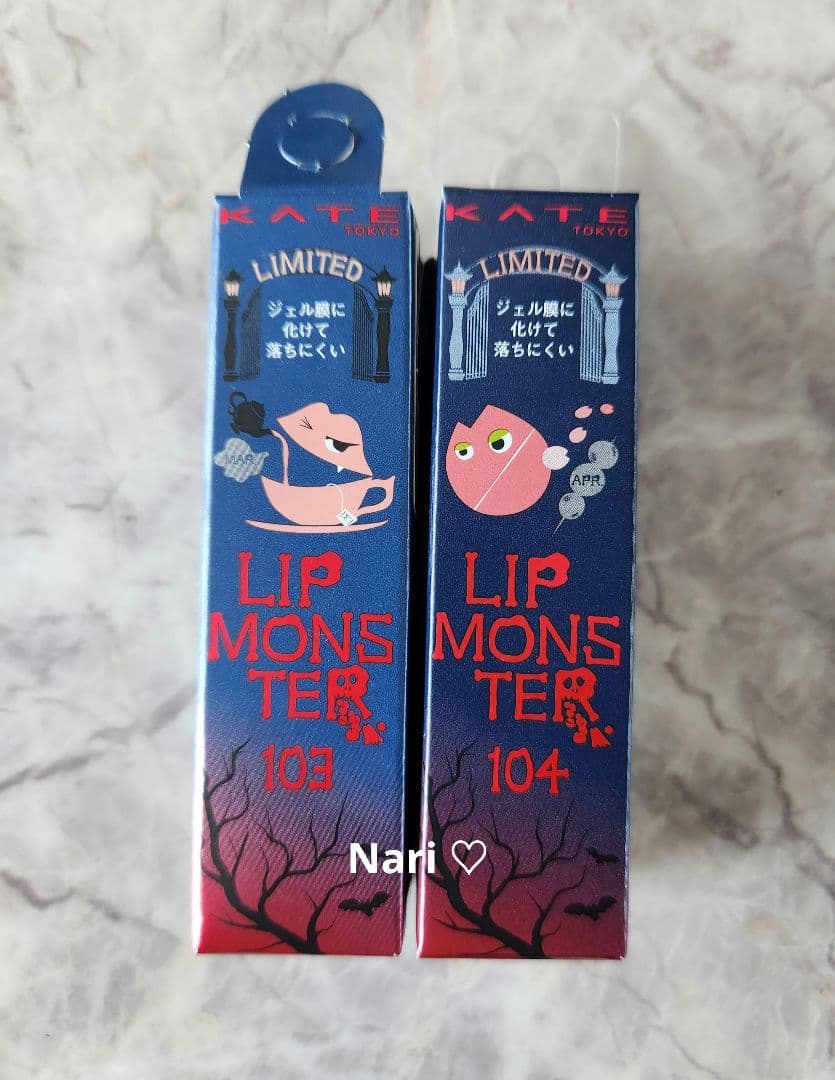 KATE
TOKYO
LIMITED
ジェル膜に
化けて
落ちにくい
MAR.
LIP
MONS
TER
103
KATE
TOKYO
LIMITED
ジェル膜に
化けて
落ちにくい
APR.
LIP
MONS
TER
104
Nari ♡